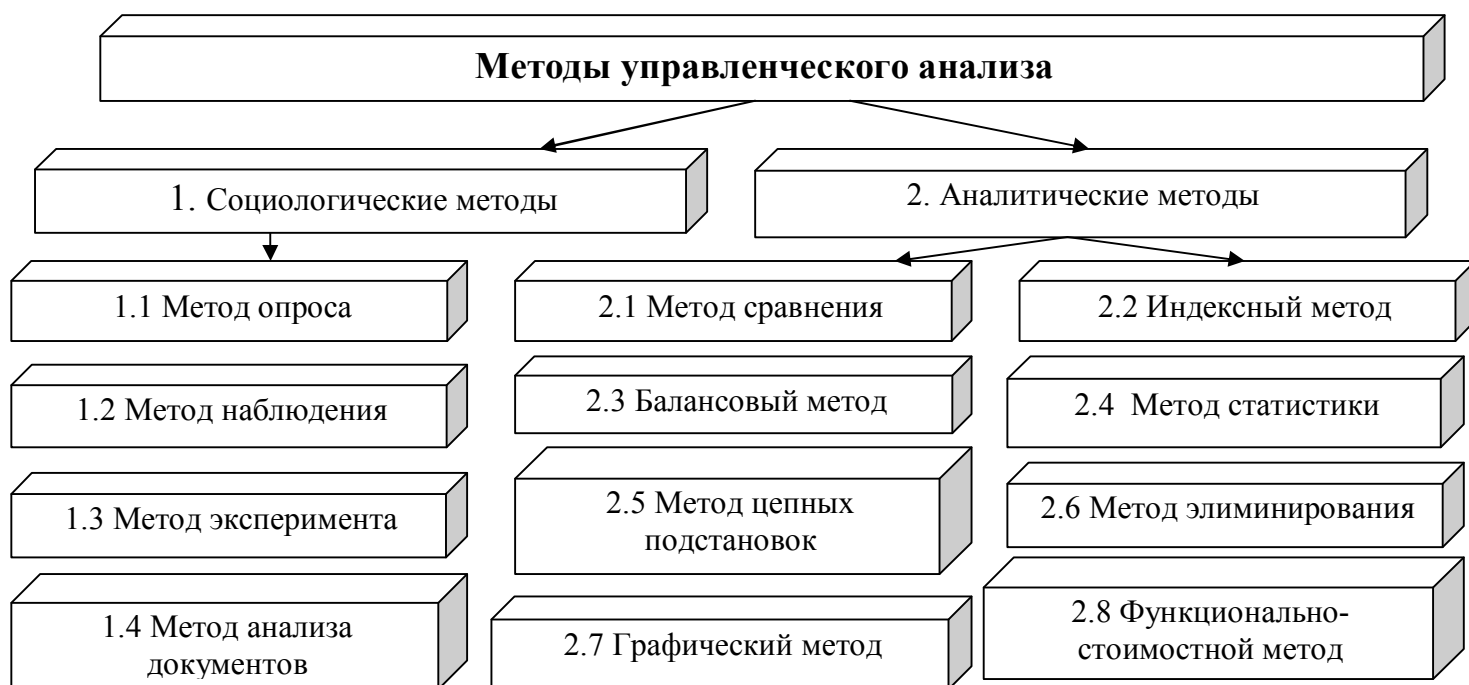 Методы управленческого анализа
1. Социологические методы
2. Аналитические методы
1.1 Метод опроса
2.1 Метод сравнения
2.2 Индексный метод
1.2 Метод наблюдения
2.3 Балансовый метод
2.4 Метод статистики
1.3 Метод эксперимента
2.5 Метод цепных
подстановок
2.6 Метод элиминирования
1.4 Метод анализа
документов
2.7 Графический метод
2.8 Функционально-
стоимостной метод